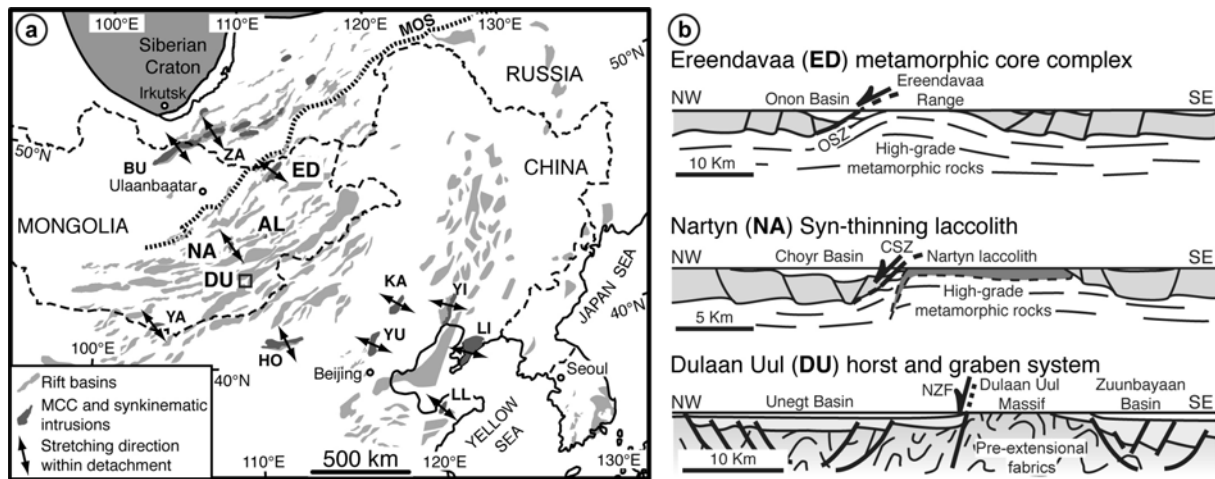 a
100°E
110°E
120°E
130°E
MOS
50°N
Siberian
Craton
Irkutsk
RUSSIA
50°N
BU
ZA
Ulaanbaatar
ED
CHINA
MONGOLIA
AL
NA
DU
JAPAN SEA
KA
YI
40°N
YA
YU
LI
100°E
HO
Beijing
Seoul
40°N
LL
YELLOW
SEA
Rift basins
MCC and synkinematic
intrusions
Stretching direction
within detachment
110°E
500 km
120°E
130°E
b
Ereendavaa (ED) metamorphic core complex
NW
Onon Basin
Ereendavaa
Range
SE
OSZ
High-grade
metamorphic rocks
10 Km
Nartyn (NA) Syn-thinning laccolith
NW
Choyr Basin
CSZ
Nartyn laccolith
SE
High-grade
metamorphic rocks
5 Km
Dulaan Uul (DU) horst and graben system
NW
Unegt Basin
NZF
Dulaan Uul
Massif
Zuunbayaan
Basin
SE
Pre-extensional
fabrics
10 Km